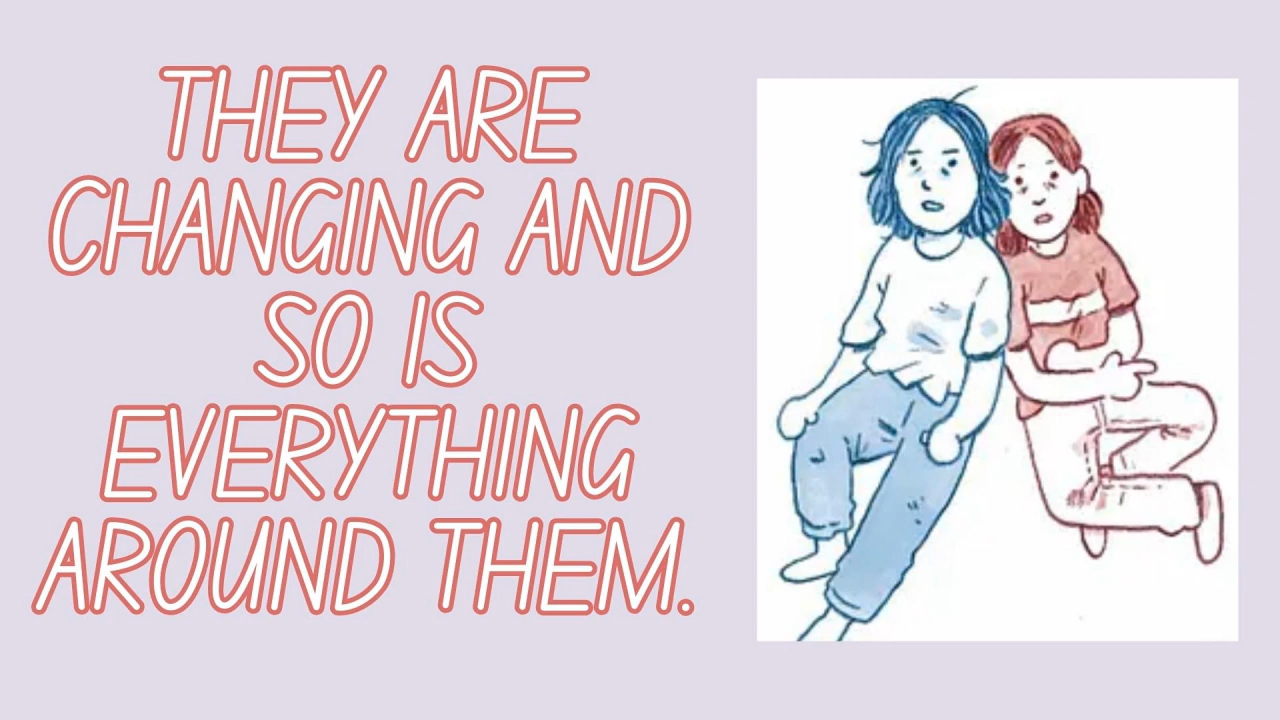 THEY ARE
CHANGING AND
SO IS
EVERYTHING
AROUND THEM.